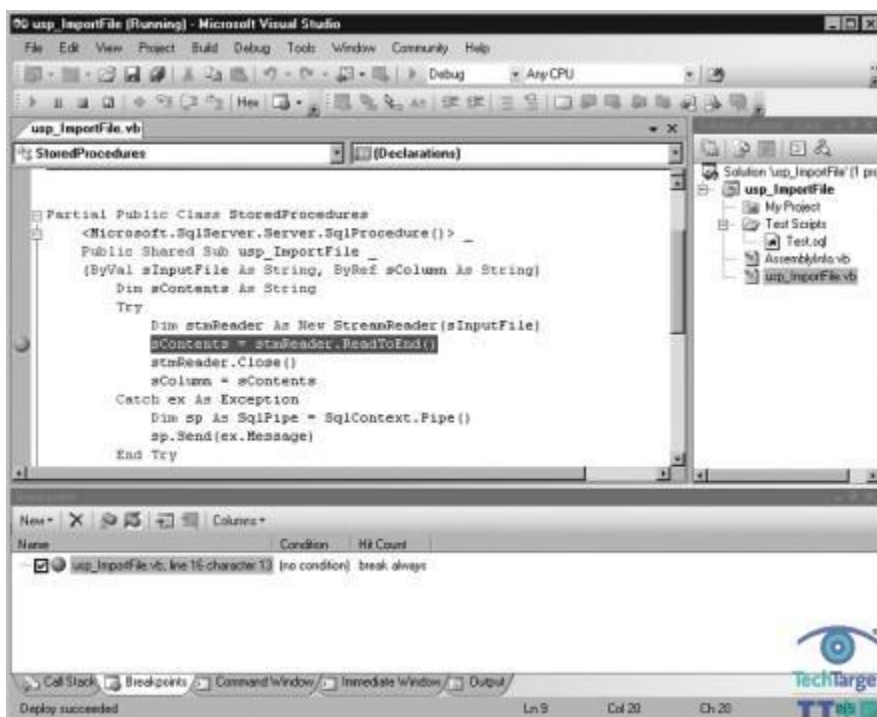 usp_ImportFile (Running) - Microsoft Visual Studio
File Edit View Project Build Debug Tools Window Community Help
Debug Any CPU
Hex
usp_ImportFile.vb
StoredProcedures (Declarations)
Partial Public Class StoredProcedures
<Microsoft.SqlServer.Server.SqlProcedure()> _
Public Shared Sub usp_ImportFile _
(ByVal sInputFile As String, ByRef sColumn As String)
Dim sContents As String
Try
Dim stmReader As New StreamReader(sInputFile)
sContents = stmReader.ReadToEnd()
stmReader.Close()
sColumn = sContents
Catch ex As Exception
Dim sp As SqlPipe = SqlContext.Pipe()
sp.Send(ex.Message)
End Try
Solution 'usp_ImportFile' (1 pro
usp_ImportFile
My Project
Test Scripts
Test.sql
AssemblyInfo.vb
usp_ImportFile.vb
Breakpoints
New Columns
Name Condition Hit Count
usp_ImportFile.vb, line 16 character 13 (no condition) break always
Call Stack Breakpoints Command Window Immediate Window Output
Deploy succeeded Ln 9 Col 20 Ch 20
TechTarge